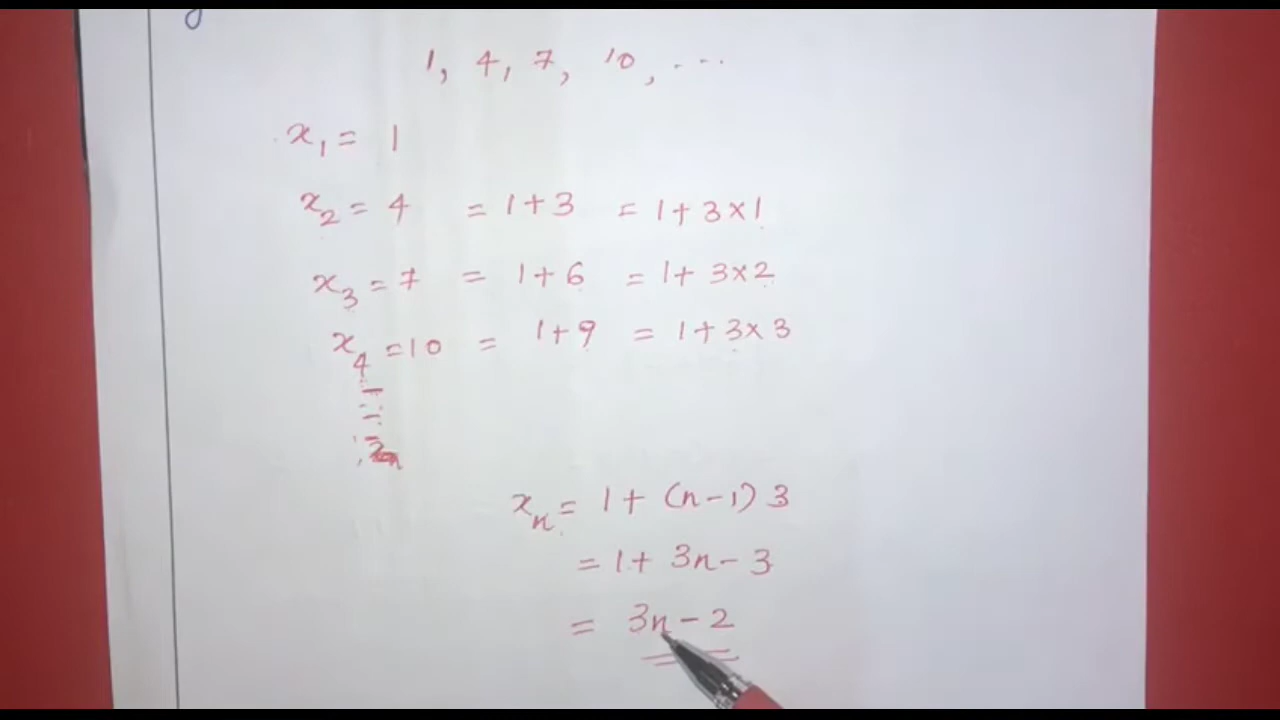 1, 4, 7, 10, ...
x₁ = 1
x₂ = 4 = 1+3 = 1+ 3×1
x₃ = 7 = 1+6 = 1+ 3×2
x₄ = 10 = 1+9 = 1+3×3
xₙ = 1+ (n-1) 3
= 1+ 3n - 3
= 3n - 2